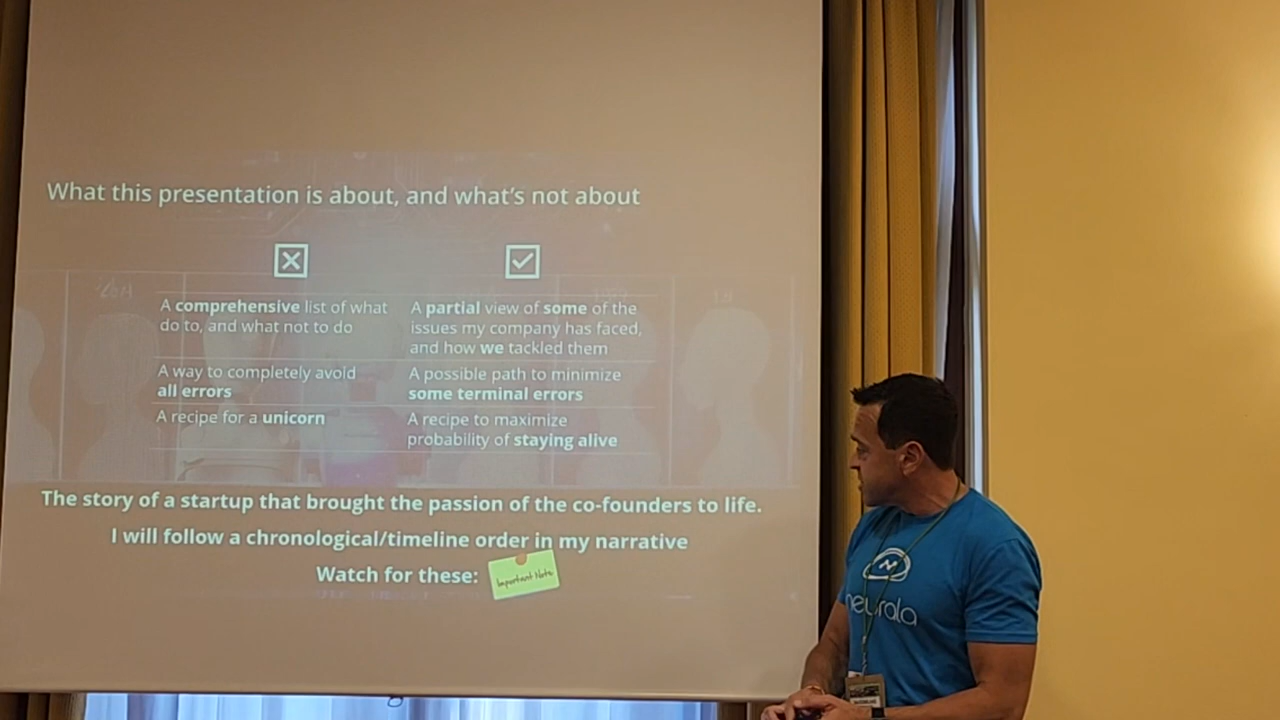 What this presentation is about, and what's not about
A comprehensive list of what
do to, and what not to do
A partial view of some of the
issues my company has faced,
and how we tackled them
A way to completely avoid
all errors
A possible path to minimize
some terminal errors
A recipe for a unicorn
A recipe to maximize
probability of staying alive
The story of a startup that brought the passion of the co-founders to life.
I will follow a chronological/timeline order in my narrative
Watch for these:
Important Note
neurala